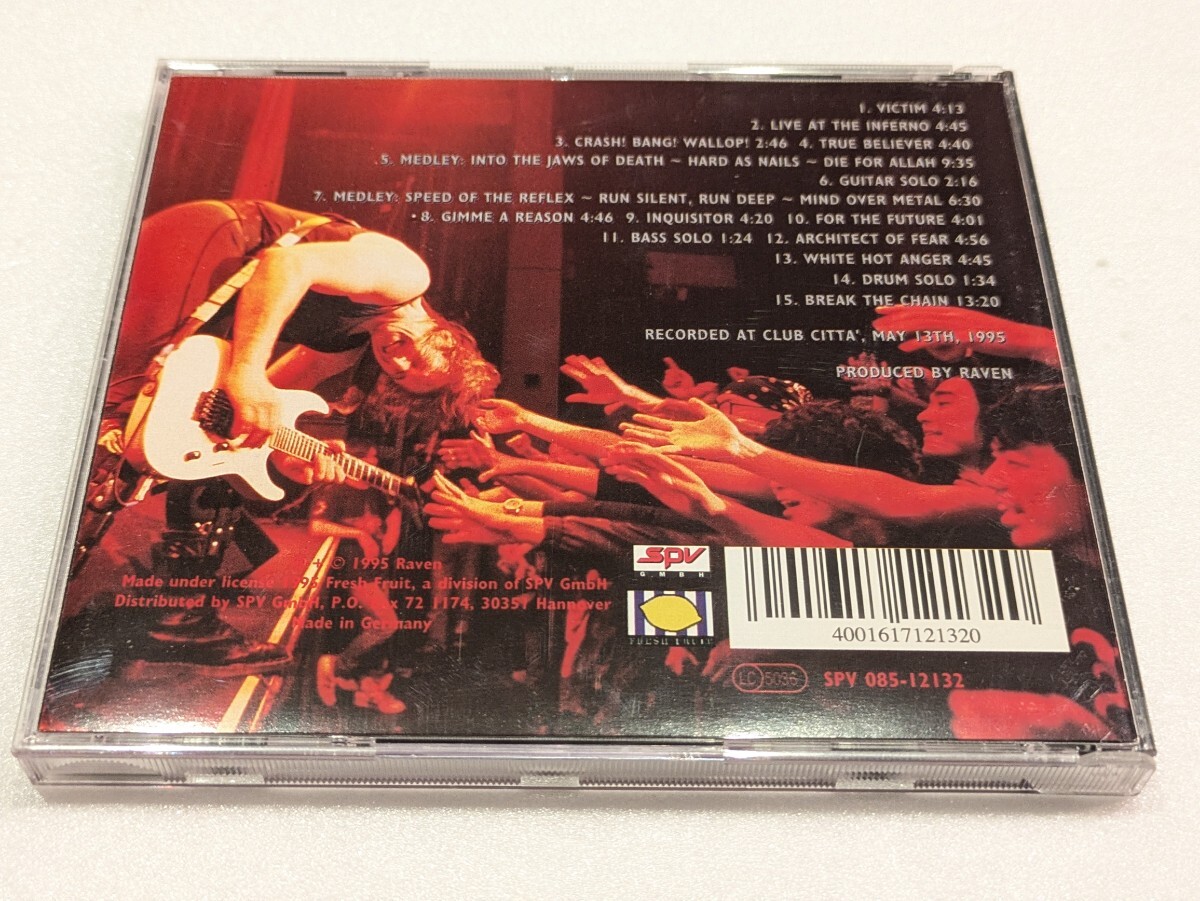 1. VICTIM 4:13
2. LIVE AT THE INFERNO 4:45
3. CRASH! BANG! WALLOP! 2:46 4. TRUE BELIEVER 4:40
5. MEDLEY: INTO THE JAWS OF DEATH ~ HARD AS NAILS ~ DIE FOR ALLAH 9:35
6. GUITAR SOLO 2:16
7. MEDLEY: SPEED OF THE REFLEX ~ RUN SILENT, RUN DEEP ~ MIND OVER METAL 6:30
8. GIMME A REASON 4:46 9. INQUISITOR 4:20 10. FOR THE FUTURE 4:01
11. BASS SOLO 1:24 12. ARCHITECT OF FEAR 4:56
13. WHITE HOT ANGER 4:45
14. DRUM SOLO 1:34
15. BREAK THE CHAIN 13:20
RECORDED AT CLUB CITTA', MAY 13TH, 1995
PRODUCED BY RAVEN
© 1995 Raven
Made under license Fresh Fruit, a division of SPV GmbH
Distributed by SPV GmbH, P.O. 72 1174, 30351 Hannover
Made in Germany
SPV
GMBH
FRESH FRUIT
4001617121320
LC 5036
SPV 085-12132